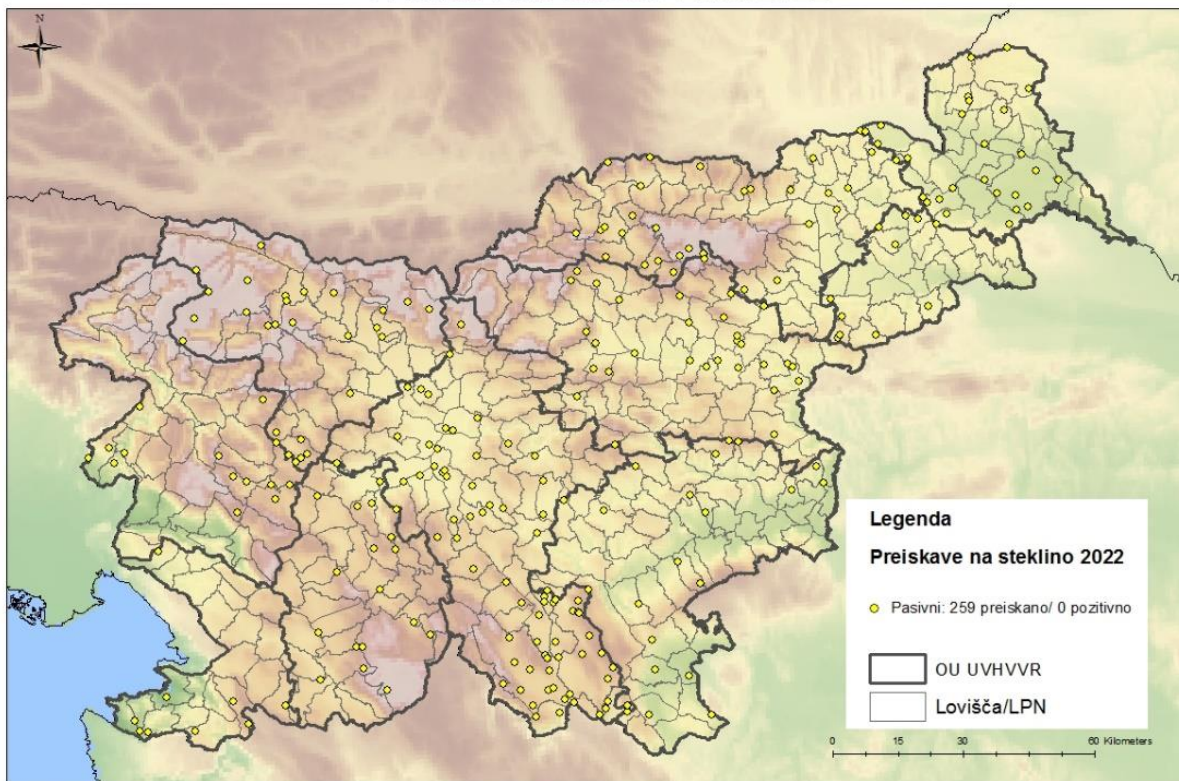 N
Legenda
Preiskave na steklino 2022
Pasivni: 259 preiskano/ 0 pozitivno
OU UVHVVR
Lovišča/LPN
0 15 30 60 Kilometers